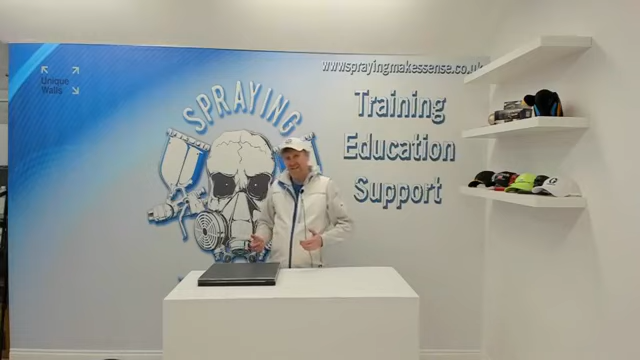 www.sprayingmakessense.co.uk
Unique
Walls
SPRAYING
Training
Education
Support